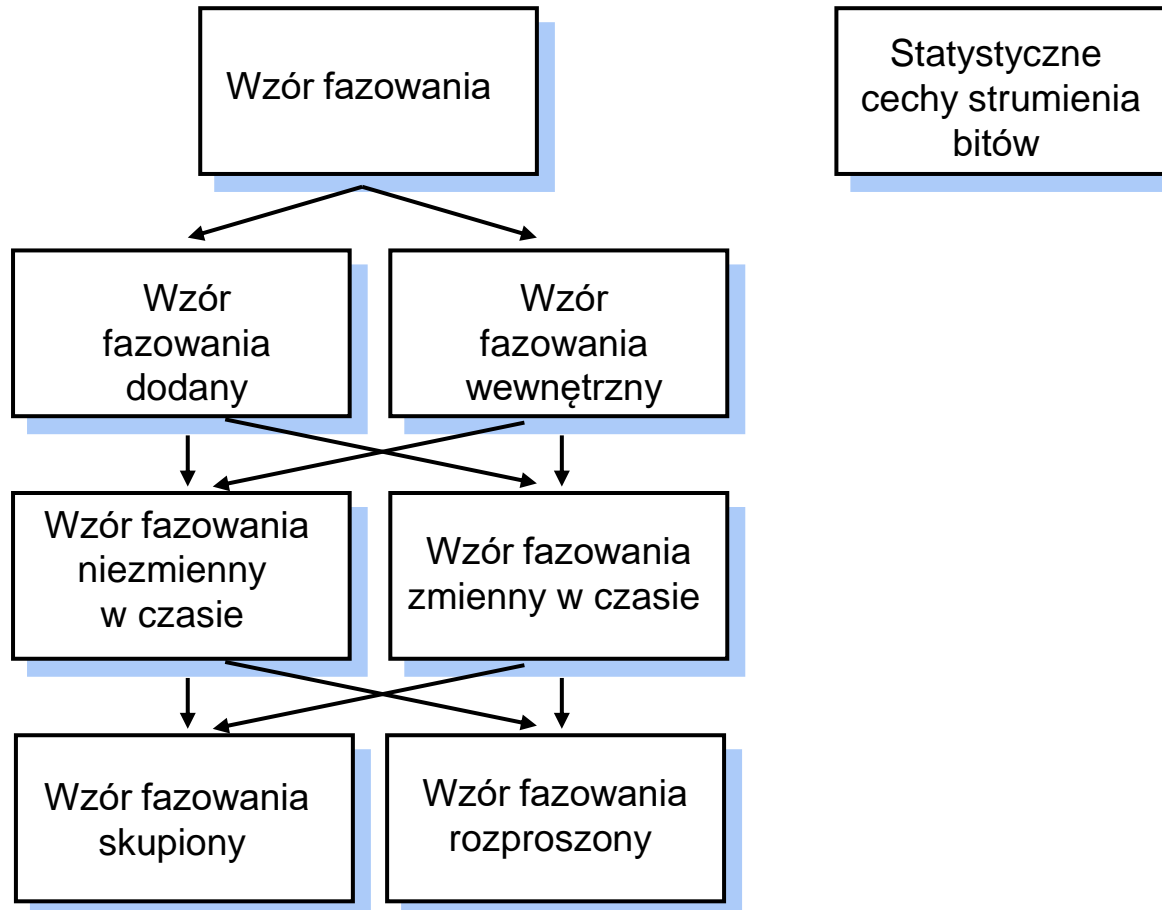 Wzór fazowania
Statystyczne
cechy strumienia
bitów
Wzór
fazowania
dodany
Wzór
fazowania
wewnętrzny
Wzór fazowania
niezmienny
w czasie
Wzór fazowania
zmienny w czasie
Wzór fazowania
skupiony
Wzór fazowania
rozproszony